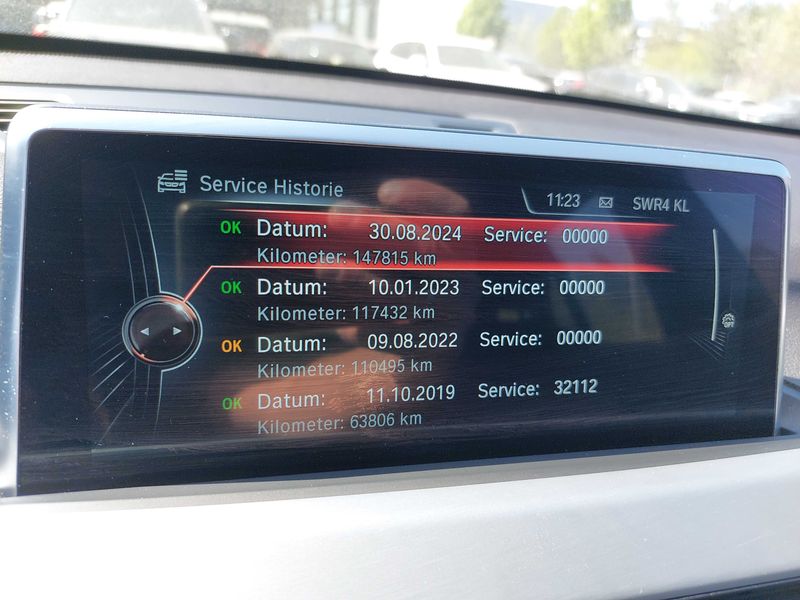 Service Historie
11:23 SWR4 KL
OK Datum: 30.08.2024 Service: 00000
Kilometer: 147815 km
OK Datum: 10.01.2023 Service: 00000
Kilometer: 117432 km
OK Datum: 09.08.2022 Service: 00000
Kilometer: 110495 km
OK Datum: 11.10.2019 Service: 32112
Kilometer: 63806 km
OPT